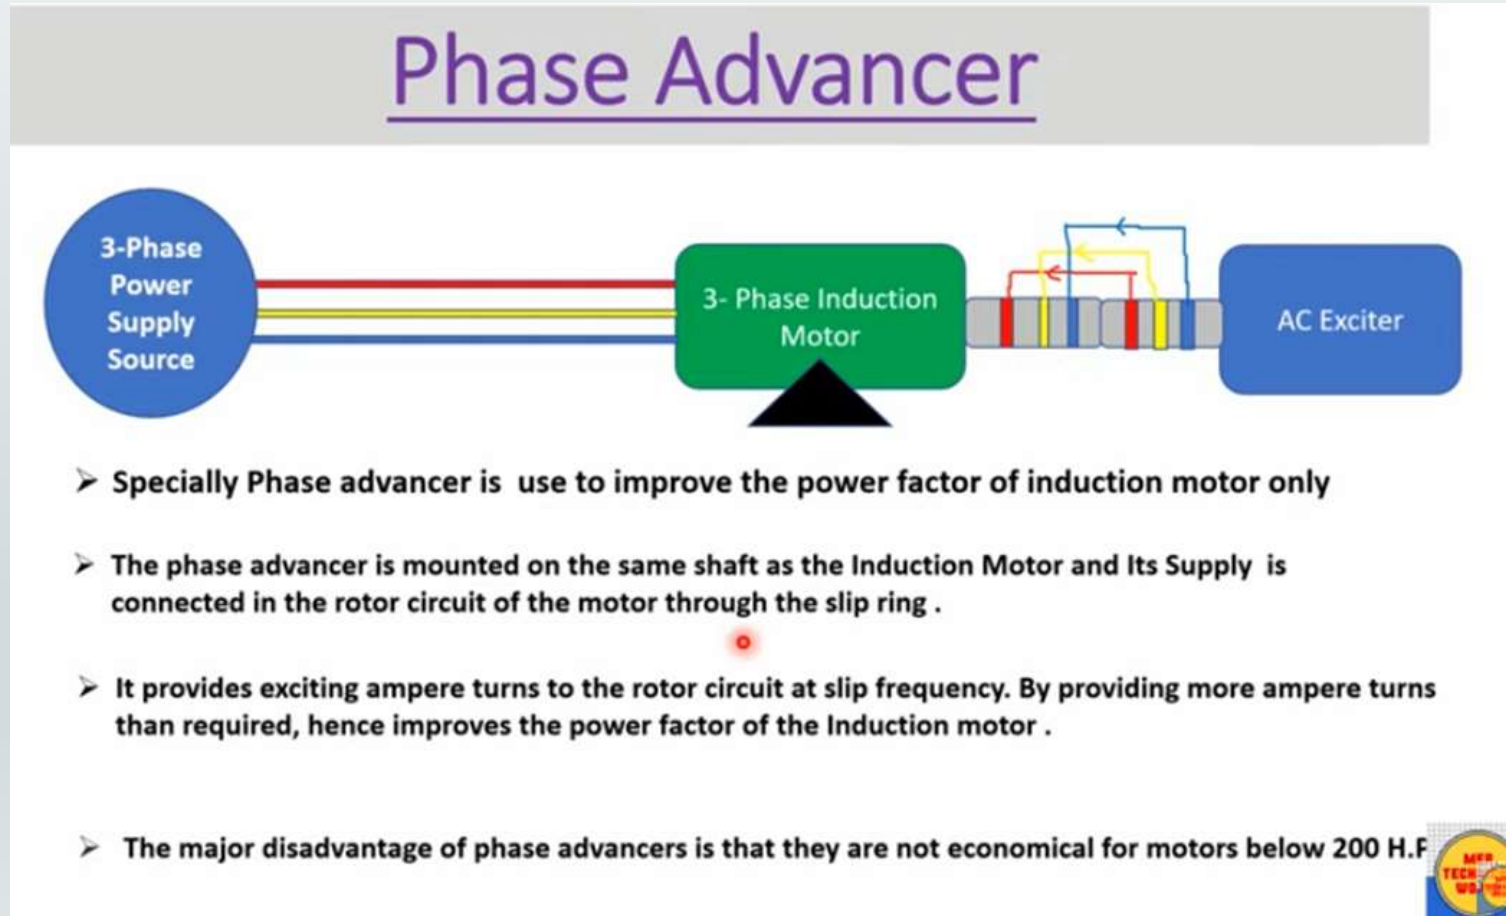 Phase Advancer
3-Phase
Power
Supply
Source
3- Phase Induction
Motor
AC Exciter
➢ Specially Phase advancer is use to improve the power factor of induction motor only
➢ The phase advancer is mounted on the same shaft as the Induction Motor and Its Supply is
connected in the rotor circuit of the motor through the slip ring .
➢ It provides exciting ampere turns to the rotor circuit at slip frequency. By providing more ampere turns
than required, hence improves the power factor of the Induction motor .
➢ The major disadvantage of phase advancers is that they are not economical for motors below 200 H.P
TECH